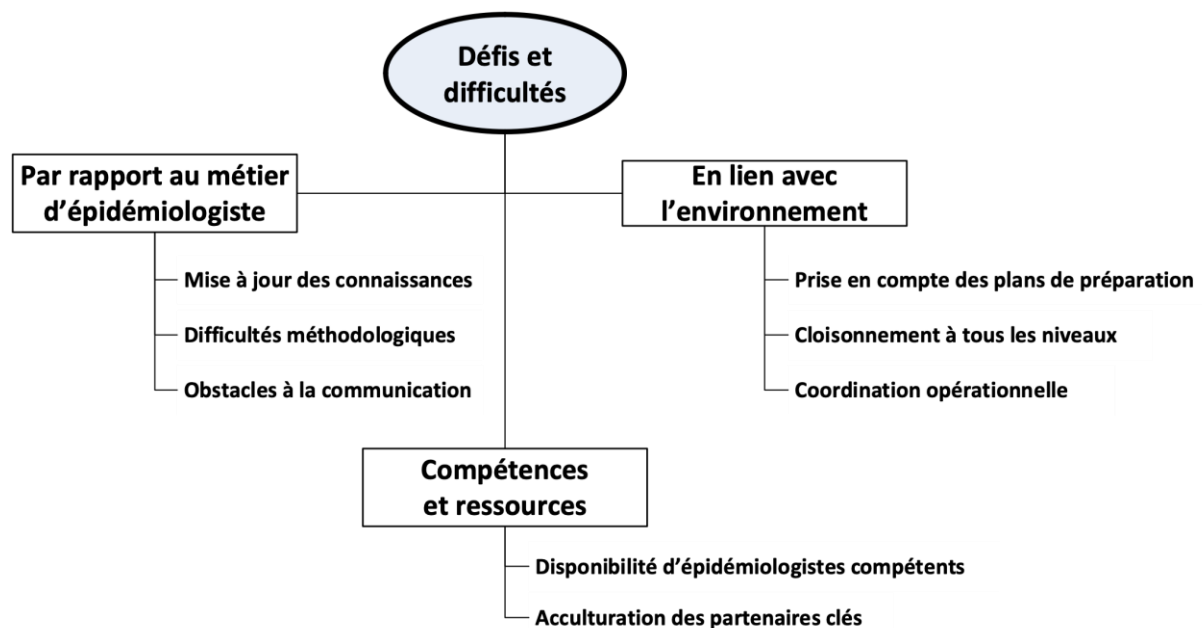 Défis et
difficultés
Par rapport au métier
d'épidémiologiste
Mise à jour des connaissances
Difficultés méthodologiques
Obstacles à la communication
En lien avec
l'environnement
Prise en compte des plans de préparation
Cloisonnement à tous les niveaux
Coordination opérationnelle
Compétences
et ressources
Disponibilité d'épidémiologistes compétents
Acculturation des partenaires clés